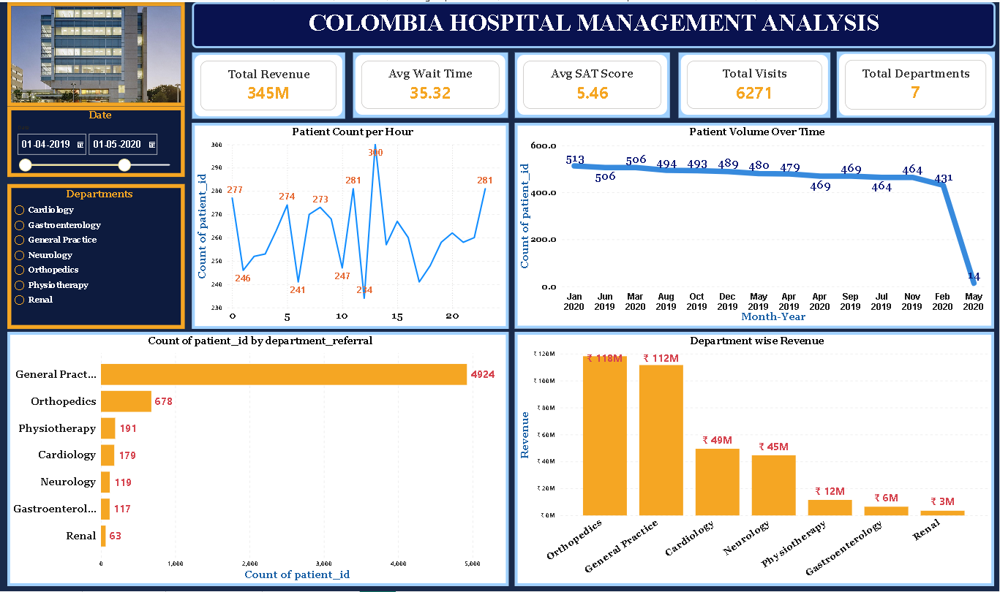 COLOMBIA HOSPITAL MANAGEMENT ANALYSIS
Total Revenue
345M
Avg Wait Time
35.32
Avg SAT Score
5.46
Total Visits
6271
Total Departments
7
Date
01-04-2019
01-05-2020
Departments
Cardiology
Gastroenterology
General Practice
Neurology
Orthopedics
Physiotherapy
Renal
Patient Count per Hour
Count of patient_id
300
290
280
270
260
250
240
230
277
246
274
241
273
247
281
234
300
281
0
5
10
15
20
Patient Volume Over Time
Count of patient_id
600.0
400.0
200.0
0.0
513
506
506
494
493
489
480
479
469
469
464
464
431
14
Jan 2020
Jun 2019
Mar 2020
Aug 2019
Oct 2019
Dec 2019
May 2019
Apr 2019
Apr 2020
Sep 2019
Jul 2019
Nov 2019
Feb 2020
May 2020
Month-Year
Count of patient_id by department_referral
General Pract...
4924
Orthopedics
678
Physiotherapy
191
Cardiology
179
Neurology
119
Gastroenterol...
117
Renal
63
0
1,000
2,000
3,000
4,000
5,000
Count of patient_id
Department wise Revenue
Revenue
₹ 120M
₹ 100M
₹ 80M
₹ 60M
₹ 40M
₹ 20M
₹ 0M
₹ 118M
₹ 112M
₹ 49M
₹ 45M
₹ 12M
₹ 6M
₹ 3M
Orthopedics
General Practice
Cardiology
Neurology
Physiotherapy
Gastroenterology
Renal